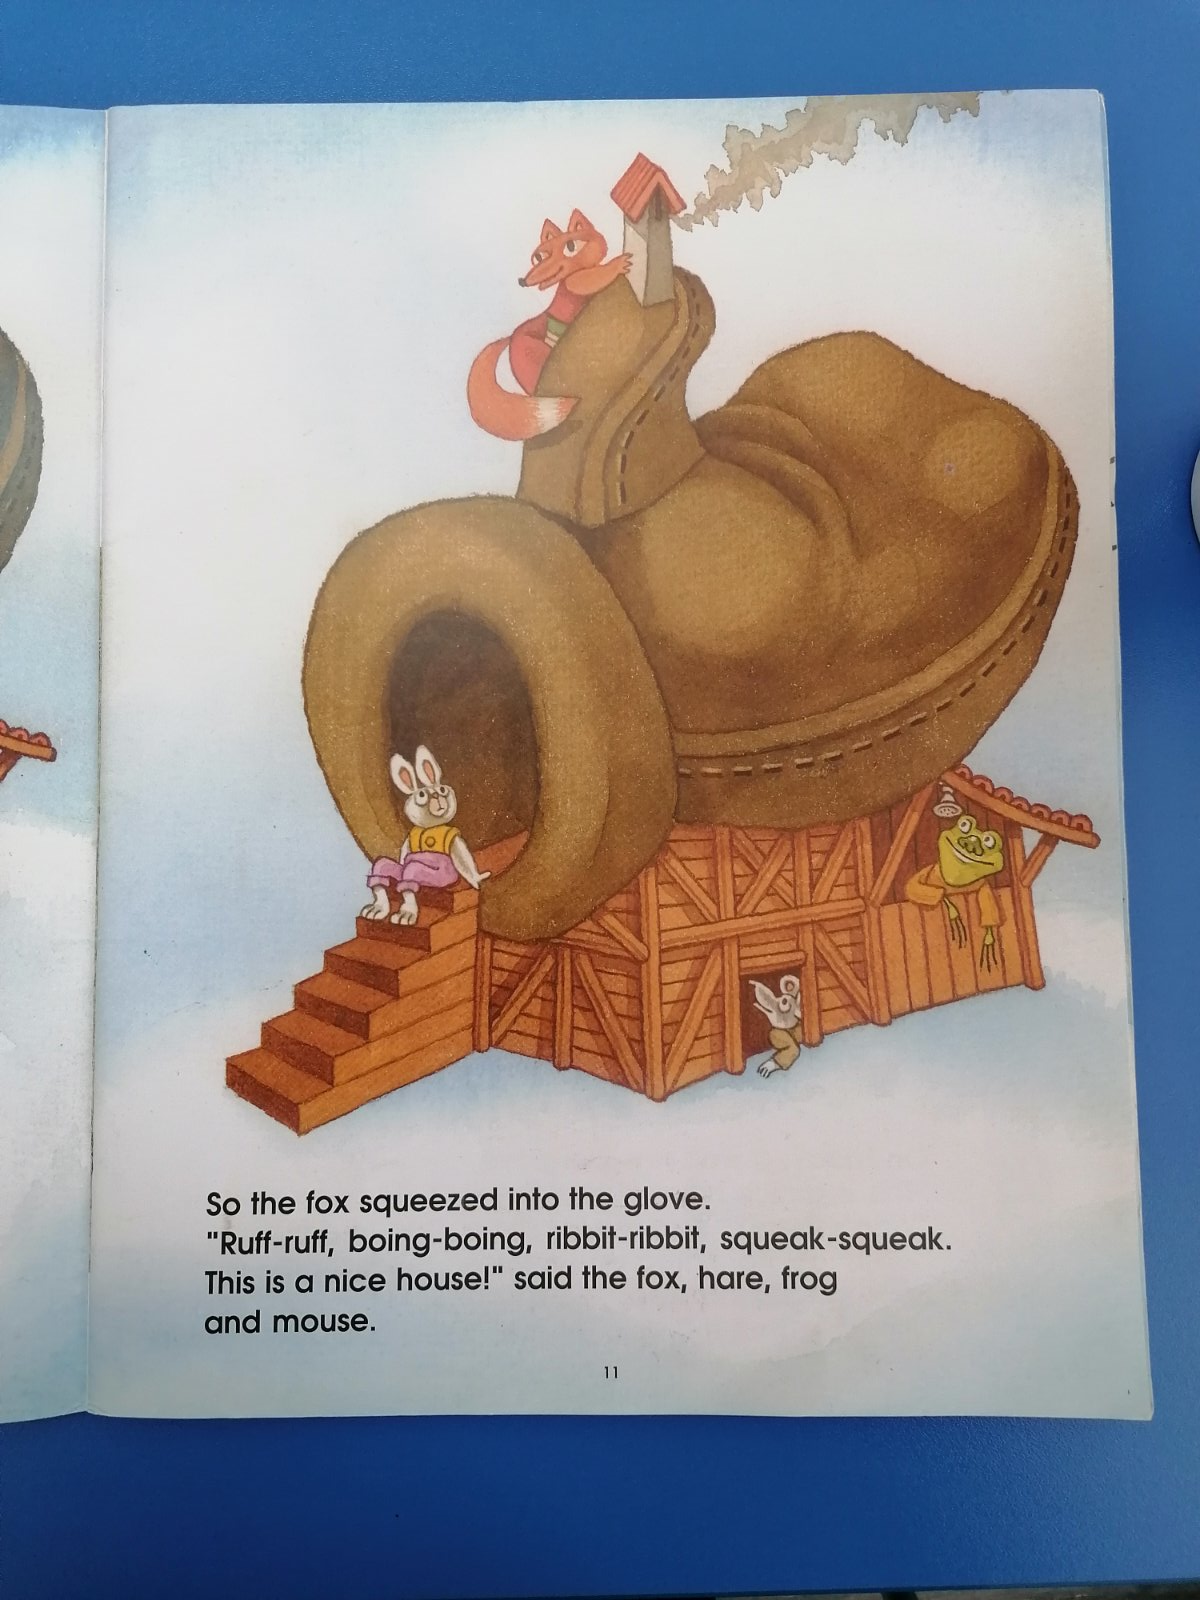 So the fox squeezed into the glove.
"Ruff-ruff, boing-boing, ribbit-ribbit, squeak-squeak.
This is a nice house!" said the fox, hare, frog
and mouse.
11